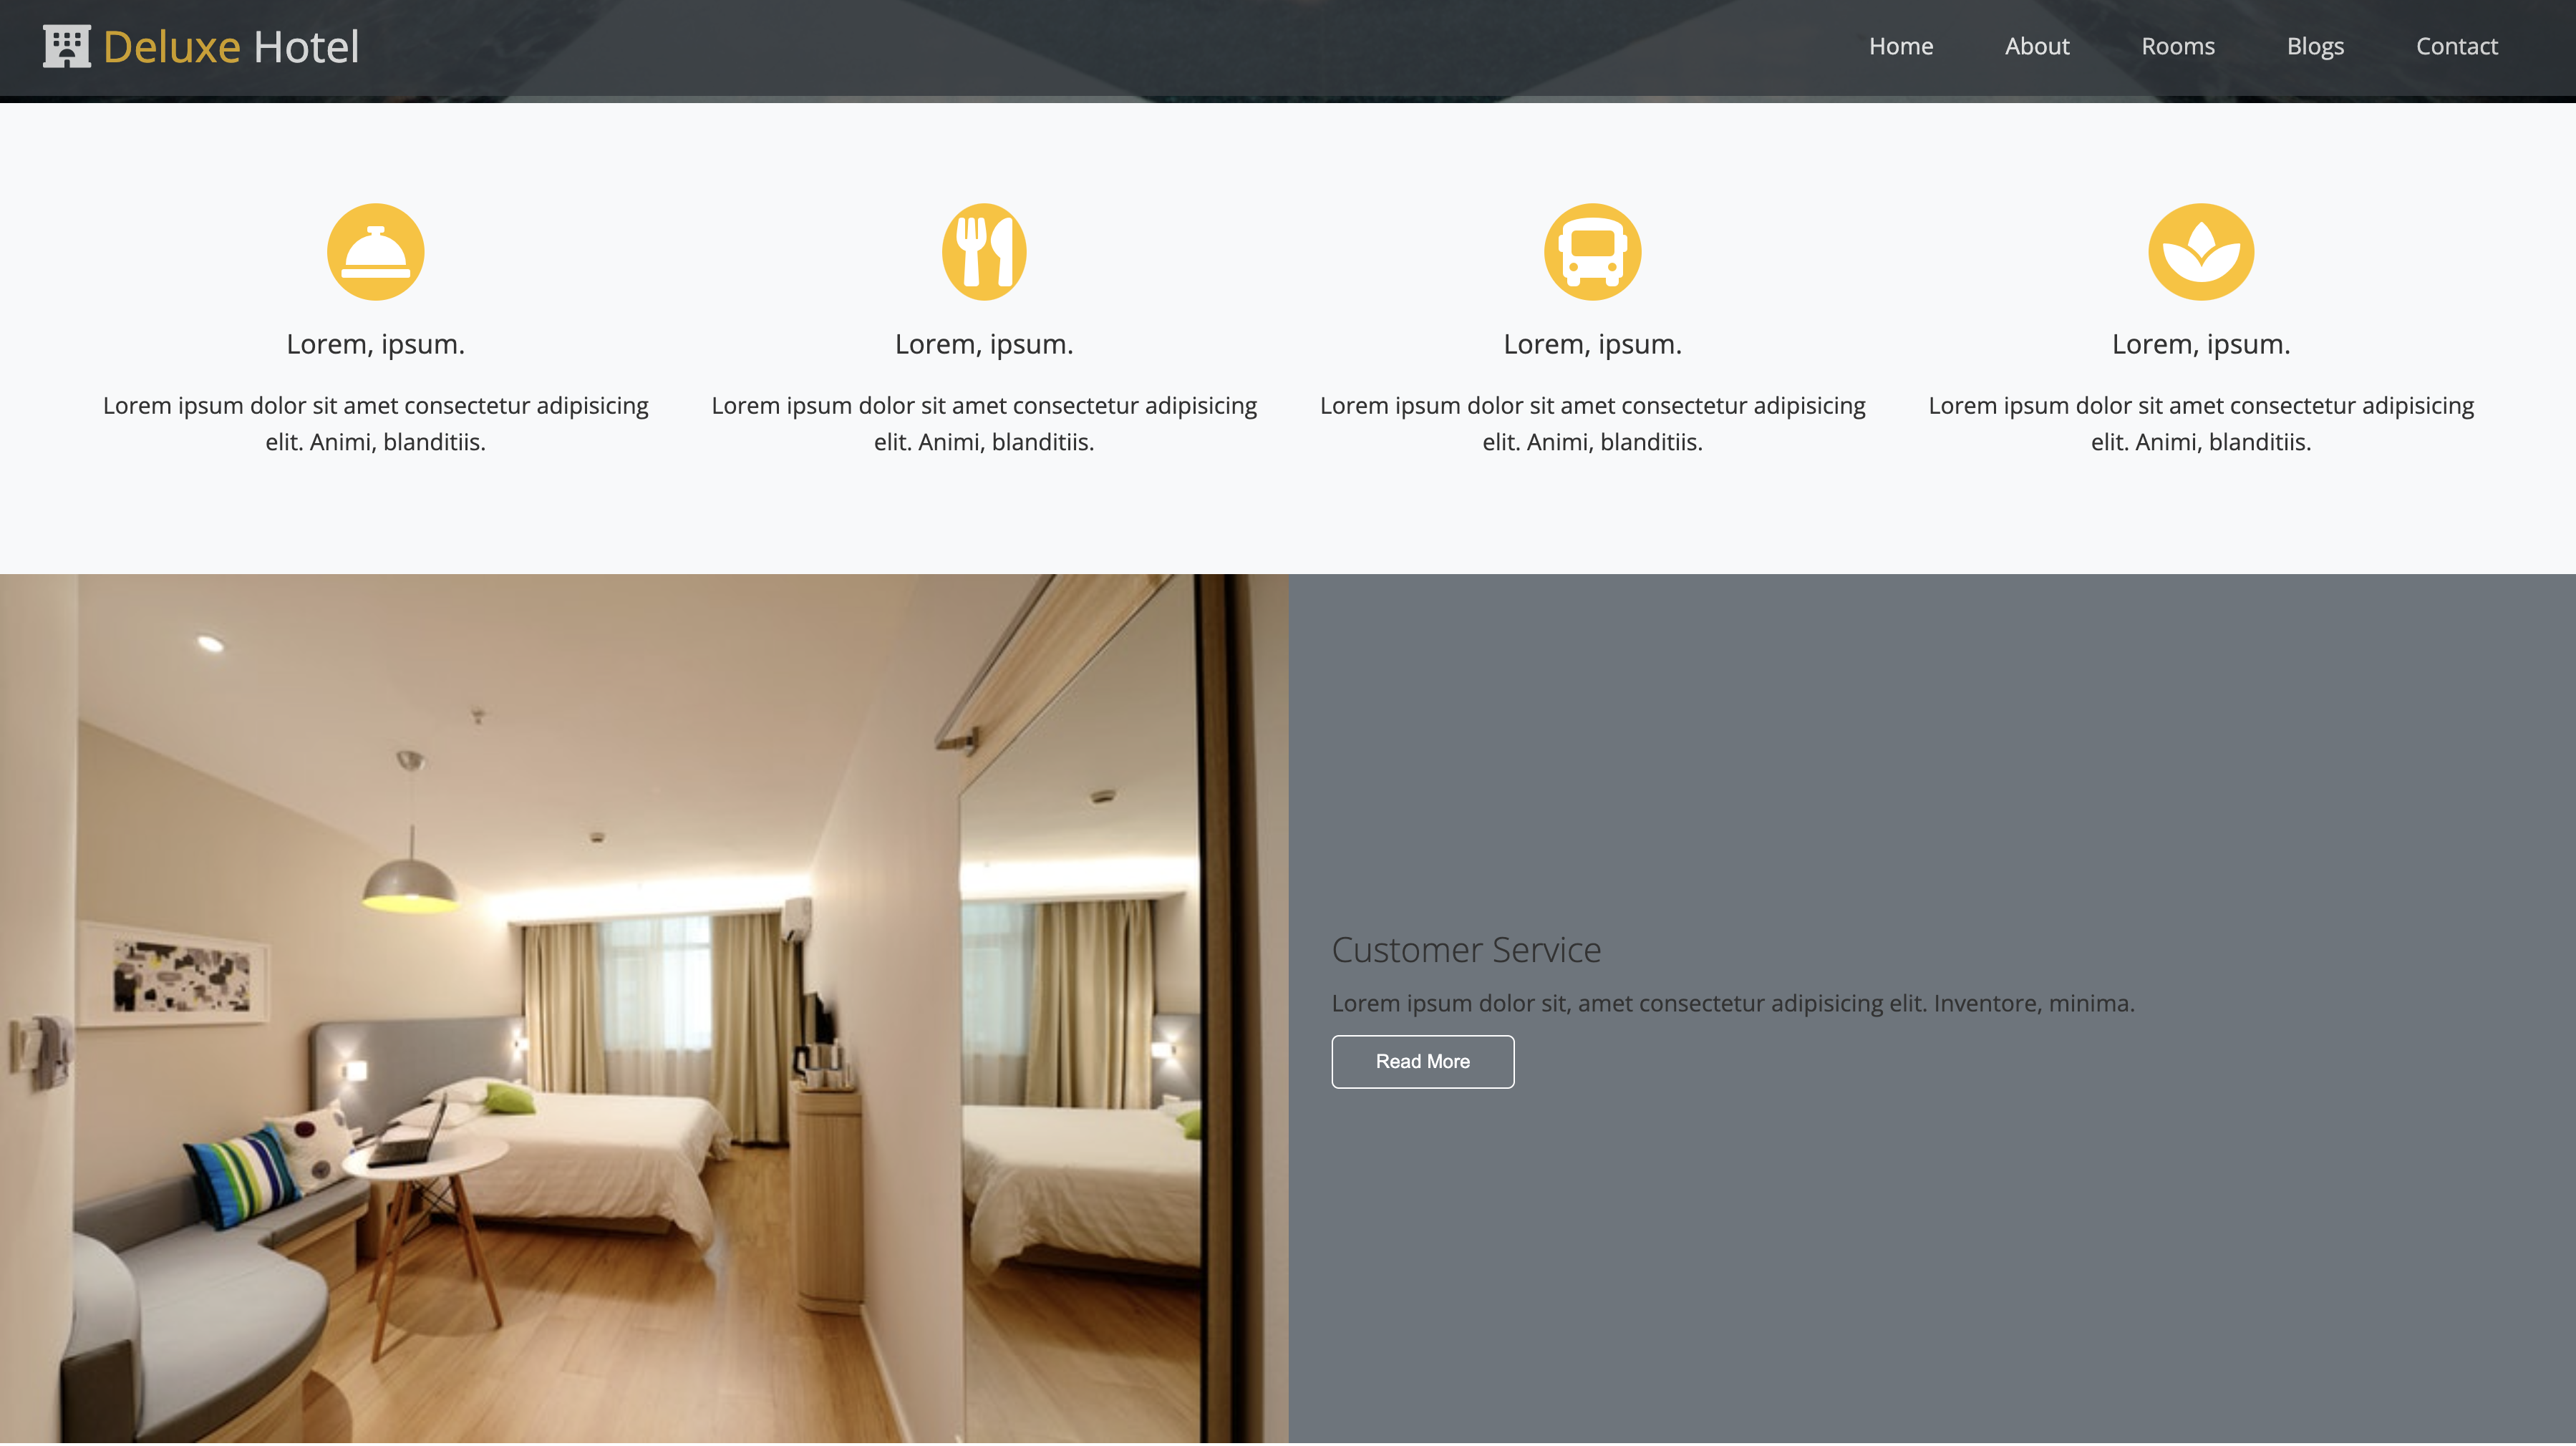 Deluxe Hotel
Home About Rooms Blogs Contact
Lorem, ipsum.
Lorem ipsum dolor sit amet consectetur adipisicing
elit. Animi, blanditiis.
Lorem, ipsum.
Lorem ipsum dolor sit amet consectetur adipisicing
elit. Animi, blanditiis.
Lorem, ipsum.
Lorem ipsum dolor sit amet consectetur adipisicing
elit. Animi, blanditiis.
Lorem, ipsum.
Lorem ipsum dolor sit amet consectetur adipisicing
elit. Animi, blanditiis.
Customer Service
Lorem ipsum dolor sit, amet consectetur adipisicing elit. Inventore, minima.
Read More